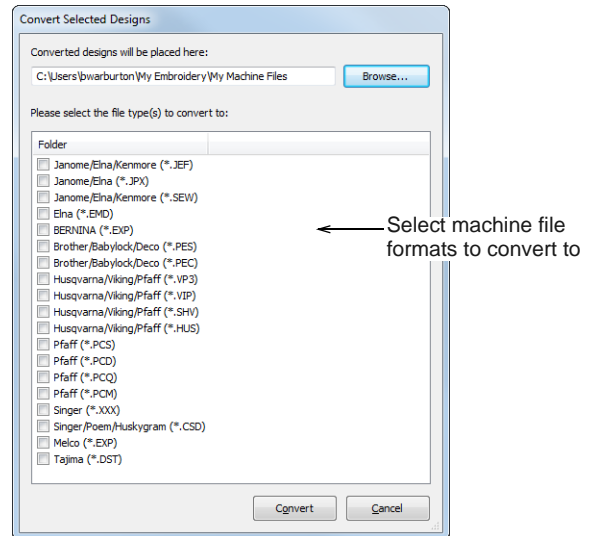 Convert Selected Designs
Converted designs will be placed here:
C:\Users\bwarburton\My Embroidery\My Machine Files
Browse...
Please select the file type(s) to convert to:
Folder
Janome/Elna/Kenmore (*.JEF)
Janome/Elna (*.JPX)
Janome/Elna/Kenmore (*.SEW)
Elna (*.EMD)
BERNINA (*.EXP)
Brother/Babylock/Deco (*.PES)
Brother/Babylock/Deco (*.PEC)
Husqvarna/Viking/Pfaff (*.VP3)
Husqvarna/Viking/Pfaff (*.VIP)
Husqvarna/Viking/Pfaff (*.SHV)
Husqvarna/Viking/Pfaff (*.HUS)
Pfaff (*.PCS)
Pfaff (*.PCD)
Pfaff (*.PCQ)
Pfaff (*.PCM)
Singer (*.XXX)
Singer/Poem/Huskygram (*.CSD)
Melco (*.EXP)
Tajima (*.DST)
Select machine file
formats to convert to
Convert
Cancel